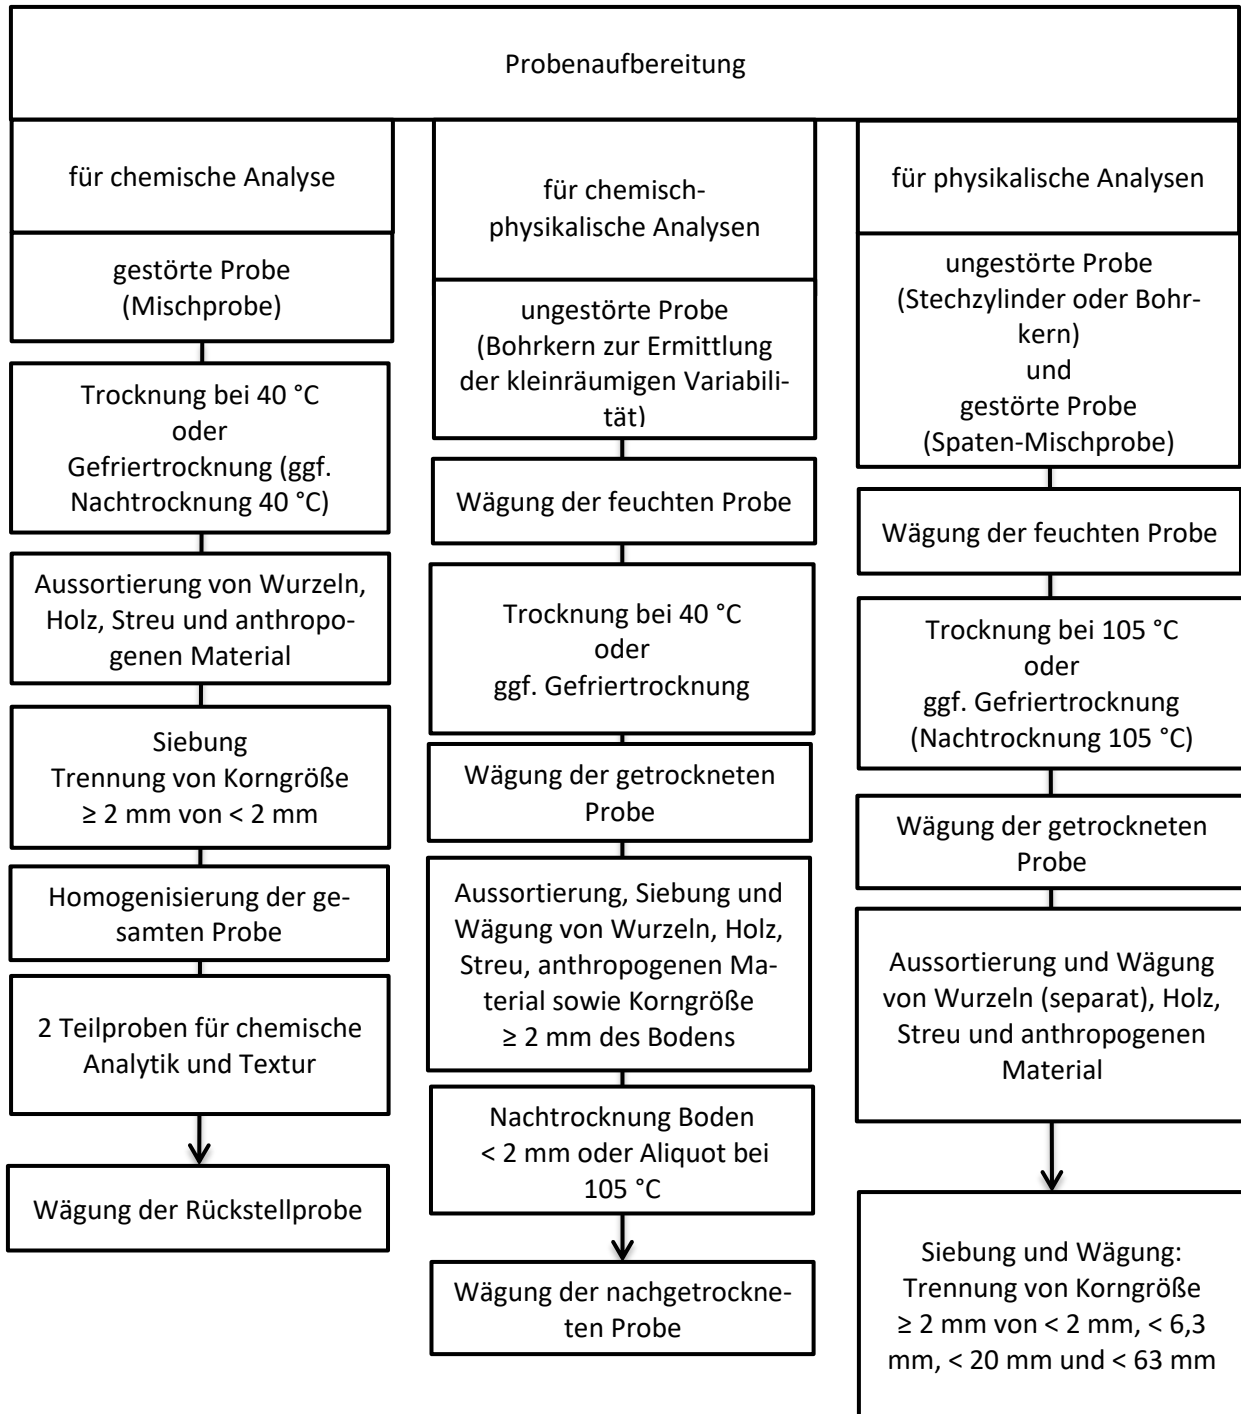 Probenaufbereitung
für chemische Analyse
gestörte Probe
(Mischprobe)
Trocknung bei 40 °C
oder
Gefriertrocknung (ggf.
Nachtrocknung 40 °C)
Aussortierung von Wurzeln,
Holz, Streu und anthropo-
genen Material
Siebung
Trennung von Korngröße
≥ 2 mm von < 2 mm
Homogenisierung der ge-
samten Probe
2 Teilproben für chemische
Analytik und Textur
Wägung der Rückstellprobe
für chemisch-
physikalische Analysen
ungestörte Probe
(Bohrkern zur Ermittlung
der kleinräumigen Variabili-
tät)
Wägung der feuchten Probe
Trocknung bei 40 °C
oder
ggf. Gefriertrocknung
Wägung der getrockneten
Probe
Aussortierung, Siebung und
Wägung von Wurzeln, Holz,
Streu, anthropogenen Ma-
terial sowie Korngröße
≥ 2 mm des Bodens
Nachtrocknung Boden
< 2 mm oder Aliquot bei
105 °C
Wägung der nachgetrockne-
ten Probe
für physikalische Analysen
ungestörte Probe
(Stechzylinder oder Bohr-
kern)
und
gestörte Probe
(Spaten-Mischprobe)
Wägung der feuchten Probe
Trocknung bei 105 °C
oder
ggf. Gefriertrocknung
(Nachtrocknung 105 °C)
Wägung der getrockneten
Probe
Aussortierung und Wägung
von Wurzeln (separat), Holz,
Streu und anthropogenen
Material
Siebung und Wägung:
Trennung von Korngröße
≥ 2 mm von < 2 mm, < 6,3
mm, < 20 mm und < 63 mm